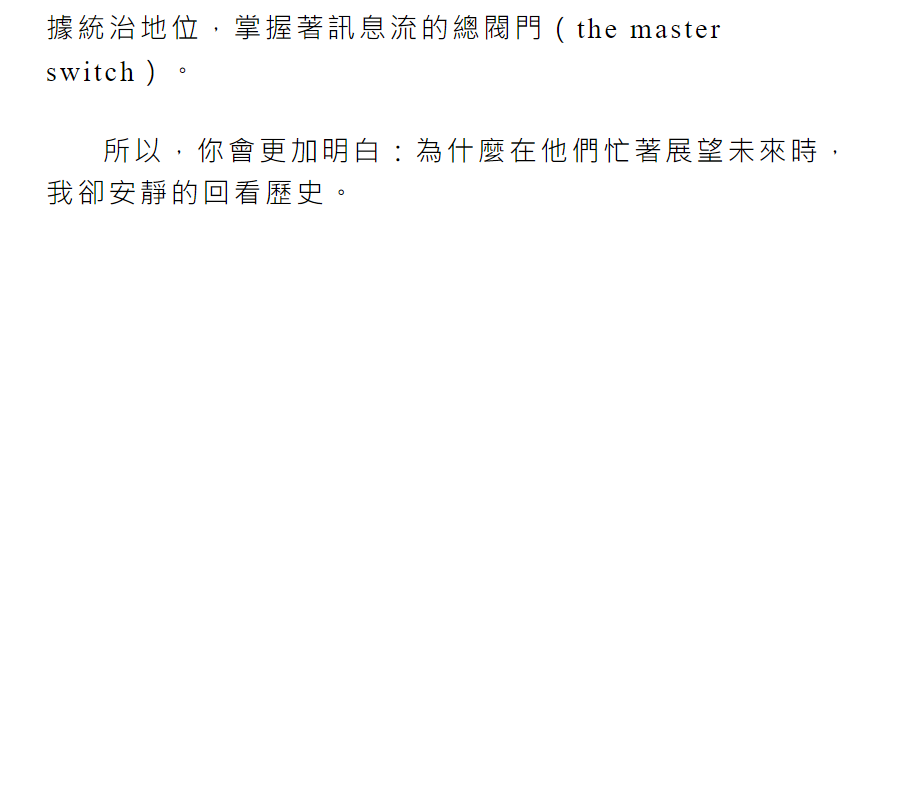 據統治地位，掌握著訊息流的總閥門（the master
switch）。
所以，你會更加明白：為什麼在他們忙著展望未來時，
我卻安靜的回看歷史。